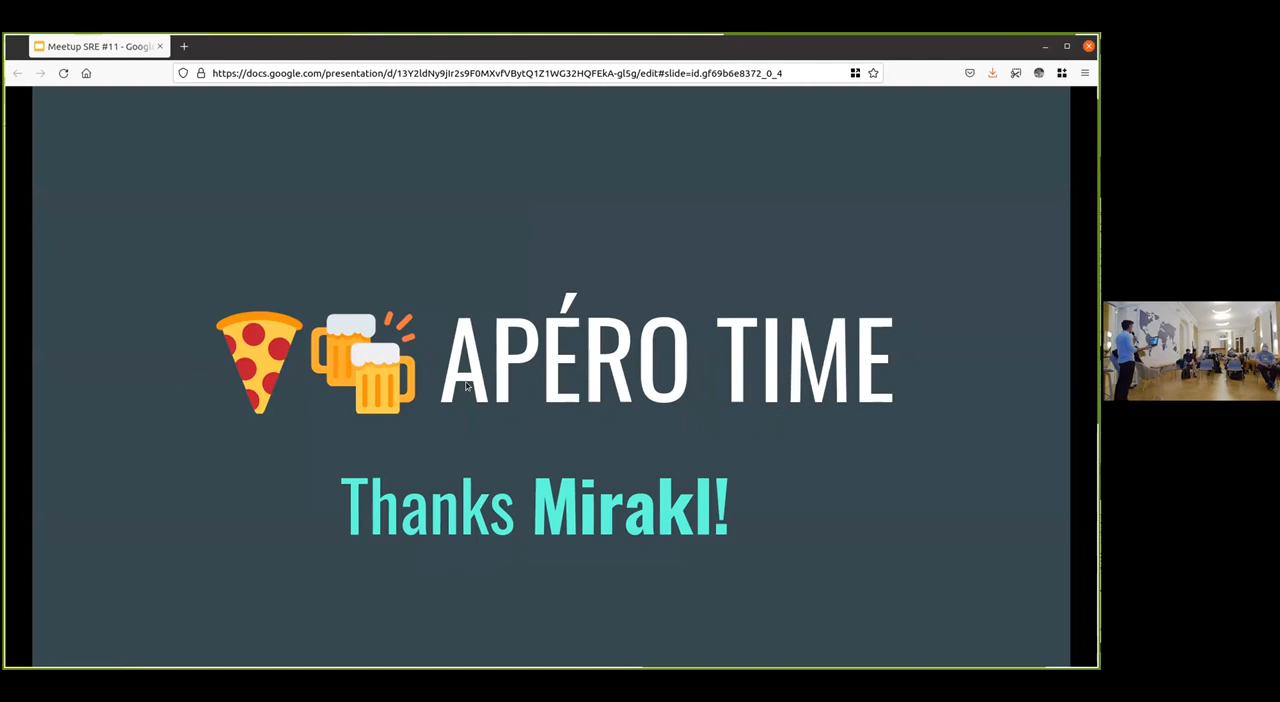 Meetup SRE #11 - Googl
https://docs.google.com/presentation/d/13Y2ldNy9jIr2s9F0MXvfVBytQ1Z1WG32HQFEkA-gl5g/edit#slide=id.gf69b6e8372_0_4
APÉRO TIME
Thanks Mirakl!